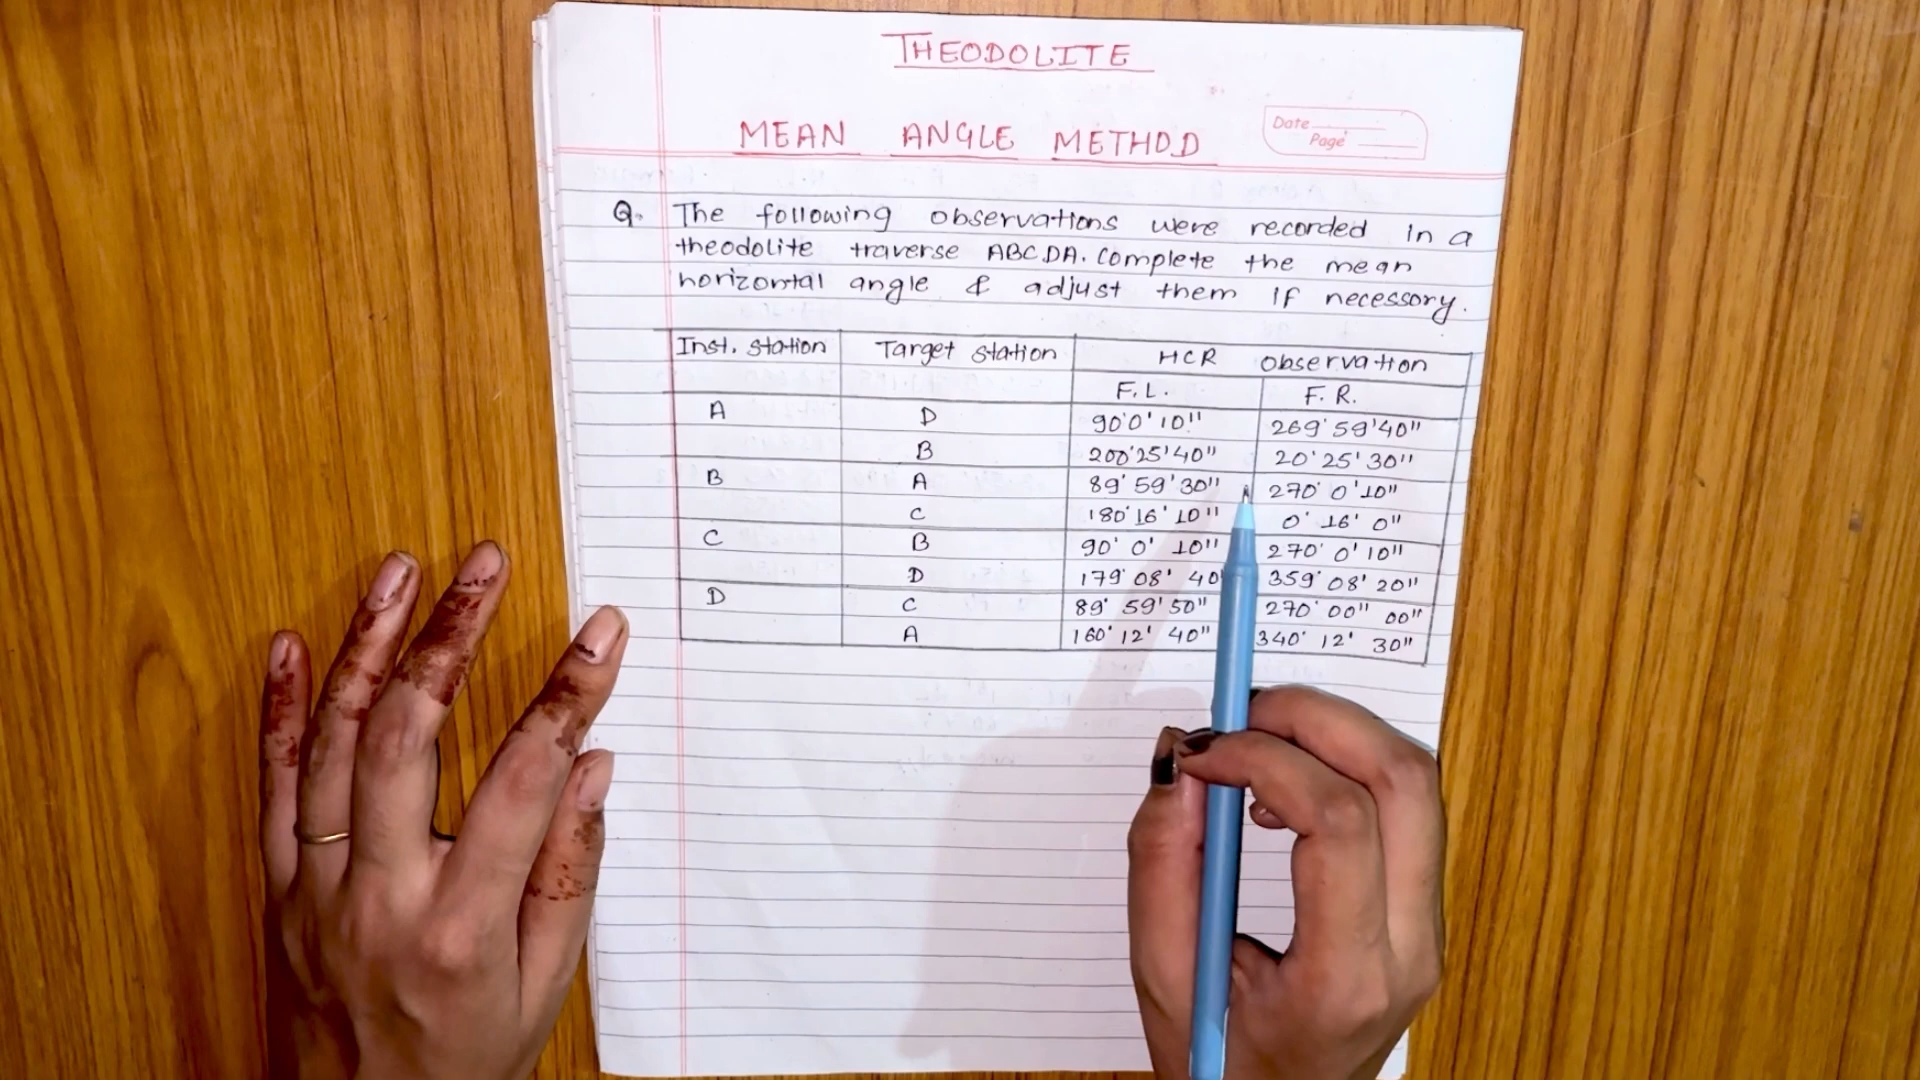 THEODOLITE
MEAN ANGLE METHOD
Date
Page
Q. The following observations were recorded in a
theodolite traverse ABCDA. Complete the mean
horizontal angle & adjust them if necessary.
Inst. Station Target Station HCR Observation
F.L. F.R.
A D 90°0'10" 269°59'40"
B 200°25'40" 20°25'30"
B A 89°59'30" 270°0'10"
C 180°16'10" 0°16'0"
C B 90°0'10" 270°0'10"
D 179°08'40 359°08'20"
D C 89°59'50" 270°00"00"
A 160°12'40" 340°12'30"